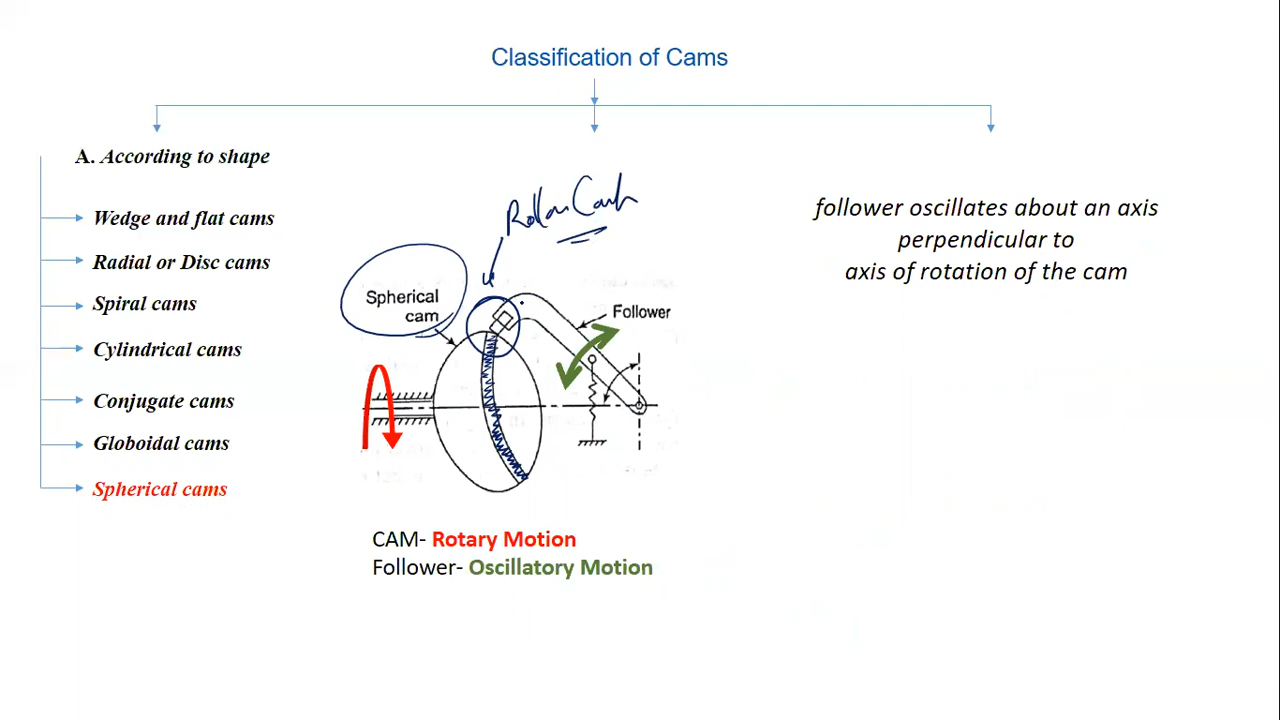 Classification of Cams
A. According to shape
Wedge and flat cams
Radial or Disc cams
Spiral cams
Cylindrical cams
Conjugate cams
Globoidal cams
Spherical cams
Roller
Spherical
cam
Follower
CAM- Rotary Motion
Follower- Oscillatory Motion
follower oscillates about an axis
perpendicular to
axis of rotation of the cam